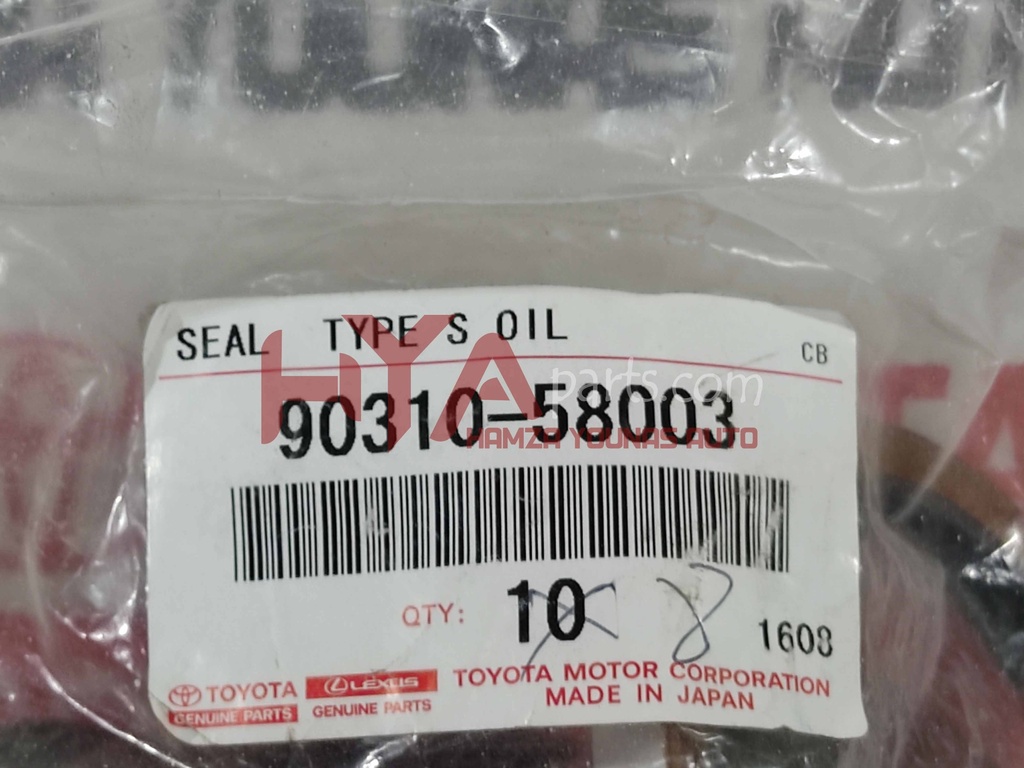 SEAL TYPE S OIL
CB
HYA parts.com
90310-58003
HAMZA YOUNAS AUTO
QTY: 10 8
1608
TOYOTA LEXUS TOYOTA MOTOR CORPORATION
GENUINE PARTS GENUINE PARTS MADE IN JAPAN